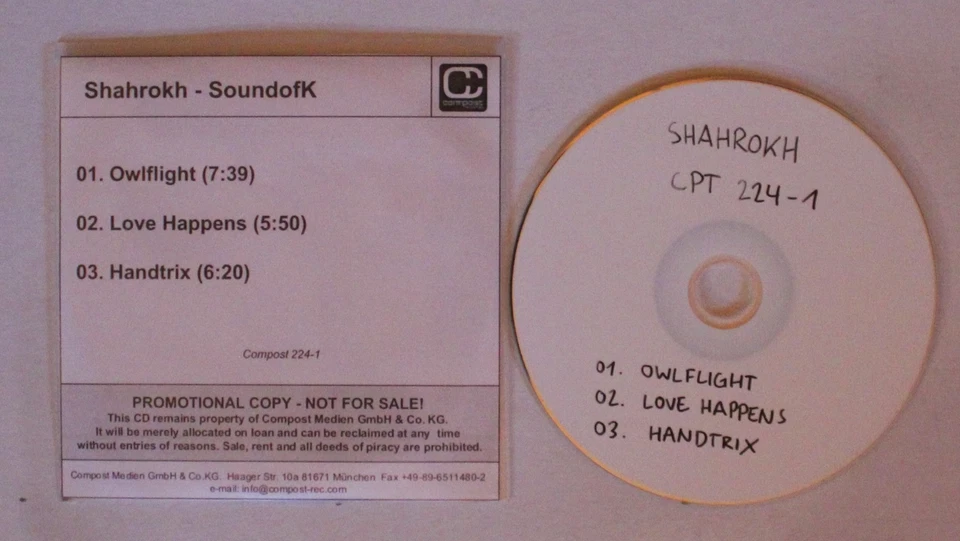 Shahrokh - SoundofK
compost
01. Owlflight (7:39)
02. Love Happens (5:50)
03. Handtrix (6:20)
Compost 224-1
PROMOTIONAL COPY - NOT FOR SALE!
This CD remains property of Compost Medien GmbH & Co. KG.
It will be merely allocated on loan and can be reclaimed at any time
without entries of reasons. Sale, rent and all deeds of piracy are prohibited.
Compost Medien GmbH & Co.KG. Haager Str. 10a 81671 München Fax +49-89-6511480-2
e-mail: info@compost-rec.com
SHAHROKH
CPT 224-1
01. OWLFLIGHT
02. LOVE HAPPENS
03. HANDTRIX